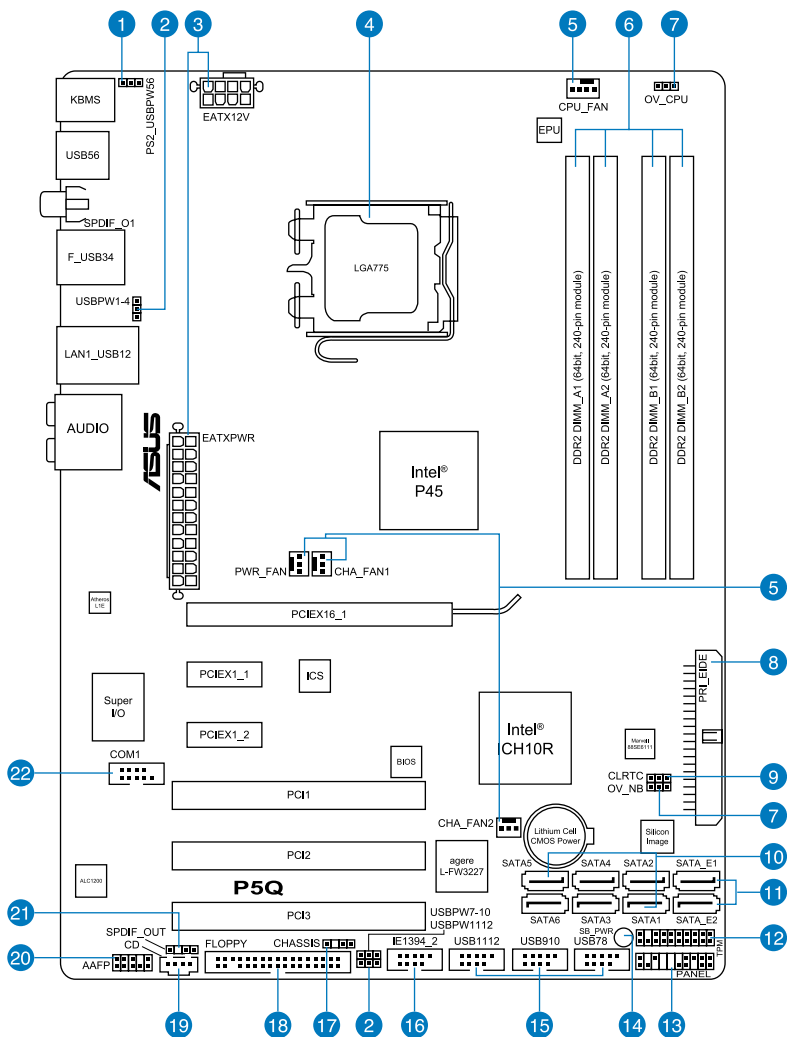 1
2
3
4
5
6
7
KBMS
PS2_USBPW56
EATX12V
CPU_FAN
OV_CPU
EPU
USB56
SPDIF_O1
F_USB34
LGA775
USBPW1-4
2
LAN1_USB12
DDR2 DIMM_A1 (64bit, 240-pin module)
DDR2 DIMM_A2 (64bit, 240-pin module)
DDR2 DIMM_B1 (64bit, 240-pin module)
DDR2 DIMM_B2 (64bit, 240-pin module)
AUDIO
ASUS
EATXPWR
Intel®
P45
PWR_FAN
CHA_FAN1
5
Atheros
L1E
PCIEX16_1
8
PRI_EIDE
PCIEX1_1
ICS
Super
I/O
Intel®
ICH10R
PCIEX1_2
Marvell
88SE6111
COM1
BIOS
22
CLRTC
9
OV_NB
7
PCI1
CHA_FAN2
Lithium Cell
CMOS Power
Silicon
Image
PCI2
agere
L-FW3227
SATA5
SATA4
SATA2
SATA_E1
10
ALC1200
P5Q
11
PCI3
SATA6
SATA3
SATA1
SATA_E2
21
SPDIF_OUT
CD
FLOPPY
CHASSIS
USBPW7-10
USBPW1112
IE1394_2
USB1112
USB910
USB78
SB_PWR
TPM
12
20
AAFP
PANEL
19
18
17
2
16
15
14
13